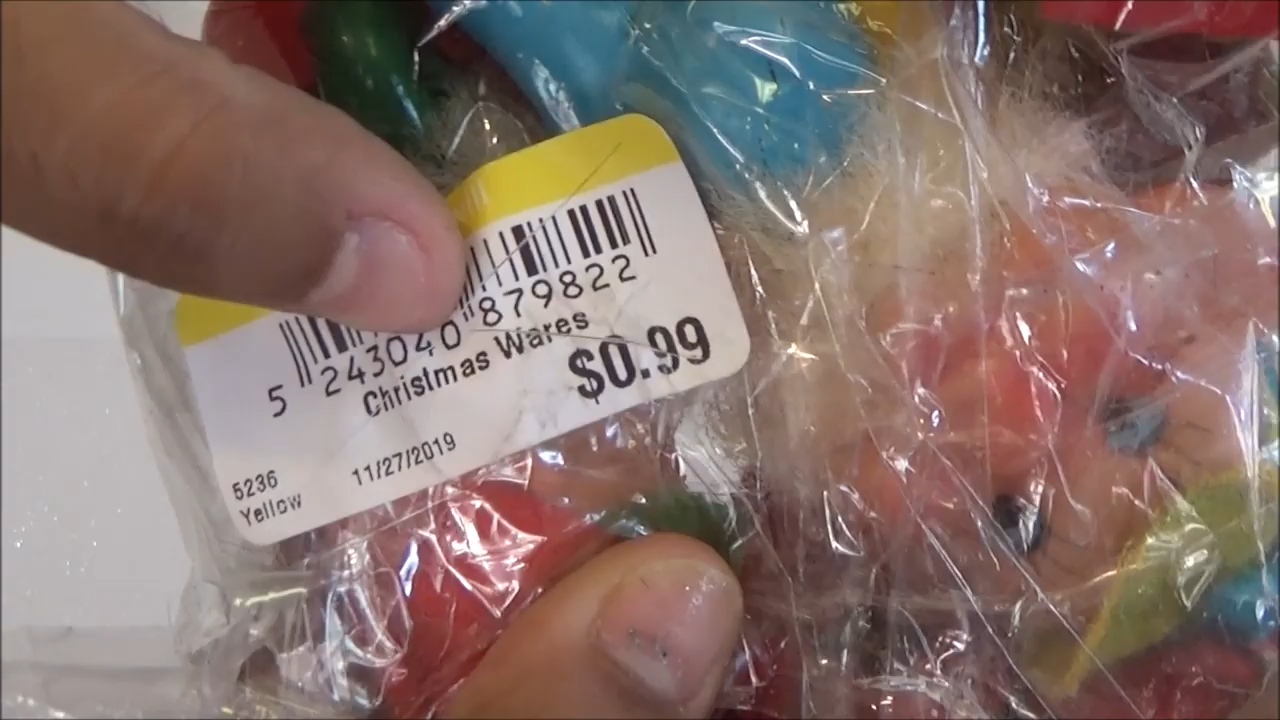 5 243040 879822
Christmas Wares
$0.99
5236 11/27/2019
Yellow